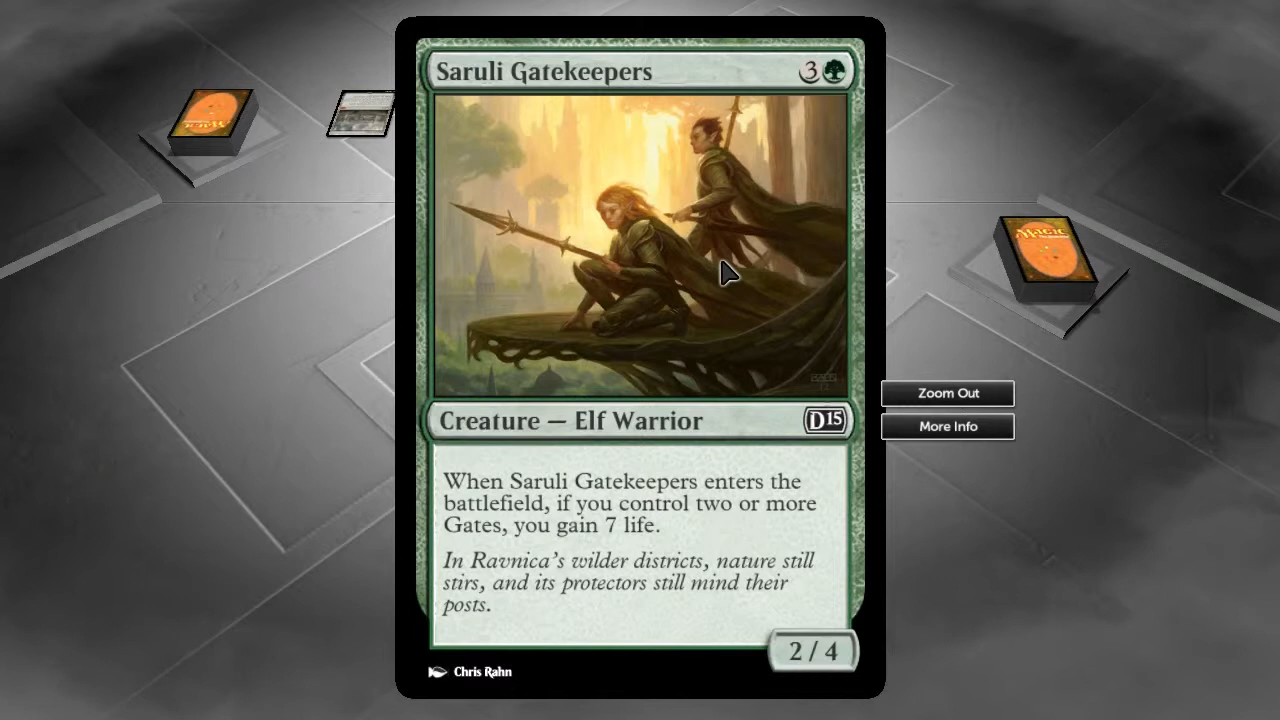 Saruli Gatekeepers 3
MAGIC
Zoom Out
Creature — Elf Warrior D15
More Info
When Saruli Gatekeepers enters the
battlefield, if you control two or more
Gates, you gain 7 life.
In Ravnica's wilder districts, nature still
stirs, and its protectors still mind their
posts.
2 / 4
Chris Rahn